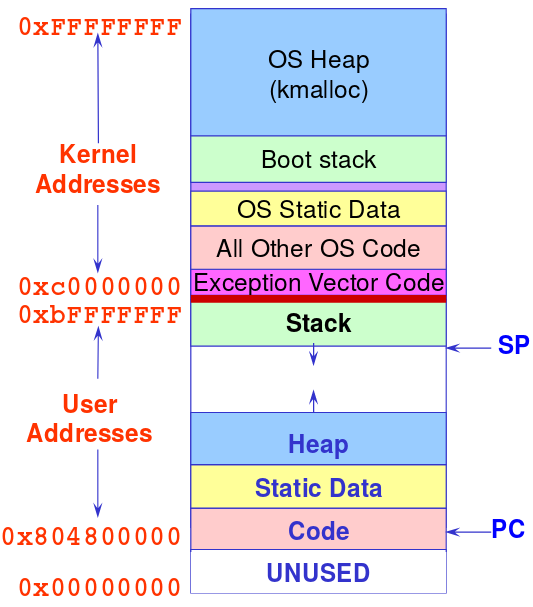 0xFFFFFFFF
OS Heap
(kmalloc)
Kernel
Addresses
Boot stack
OS Static Data
All Other OS Code
0xc0000000
Exception Vector Code
0xbFFFFFFF
Stack
SP
User
Addresses
Heap
Static Data
0x804800000
Code
PC
UNUSED
0x00000000